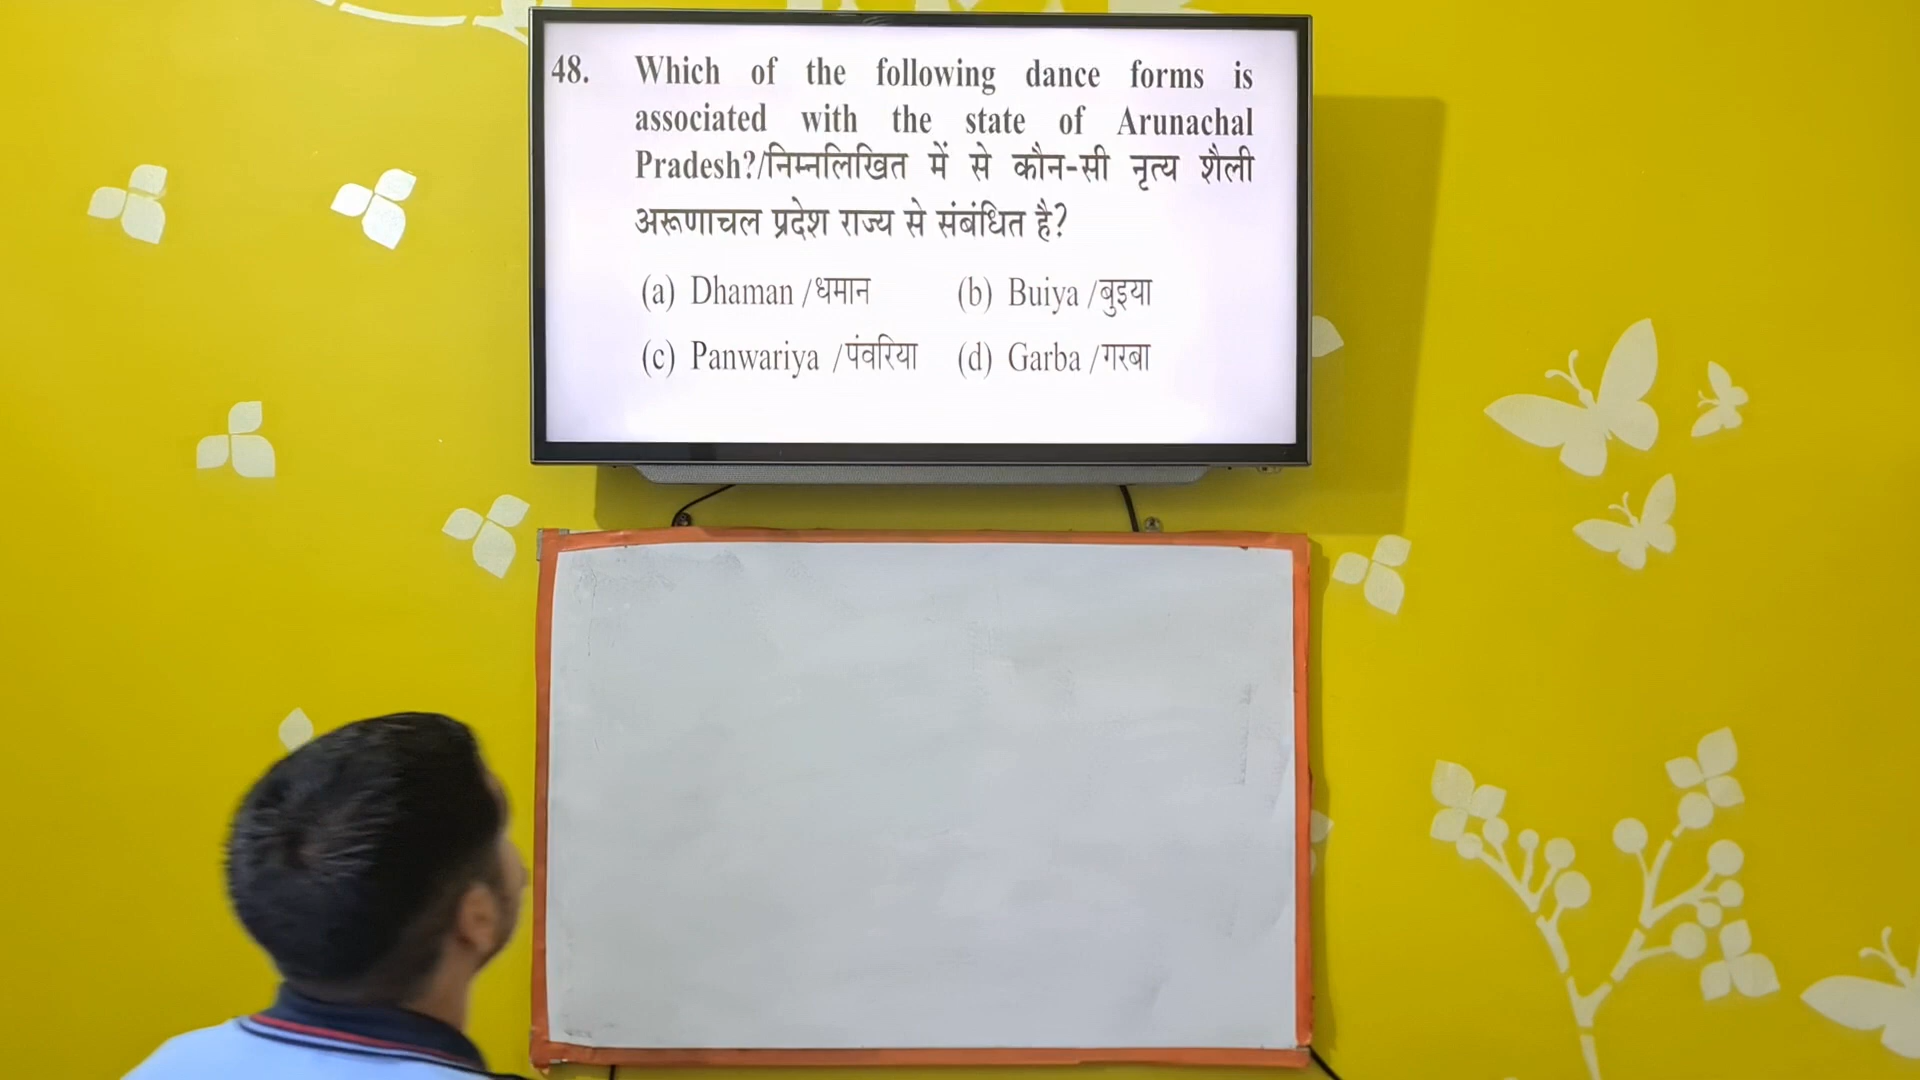 48. Which of the following dance forms is
associated with the state of Arunachal
Pradesh?/निम्नलिखित में से कौन-सी नृत्य शैली
अरूणाचल प्रदेश राज्य से संबंधित है?
(a) Dhaman /धमान (b) Buiya /बुइया
(c) Panwariya /पंवरिया (d) Garba /गरबा